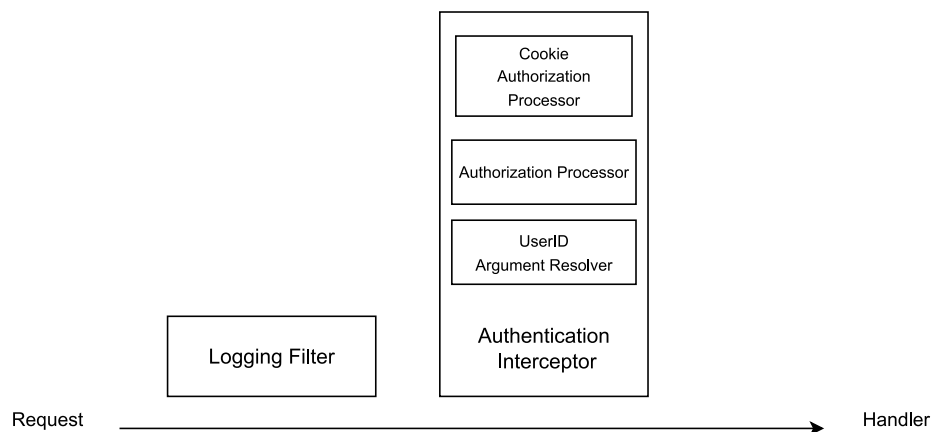 Cookie
Authorization
Processor
Authorization Processor
UserID
Argument Resolver
Logging Filter
Authentication
Interceptor
Request
Handler